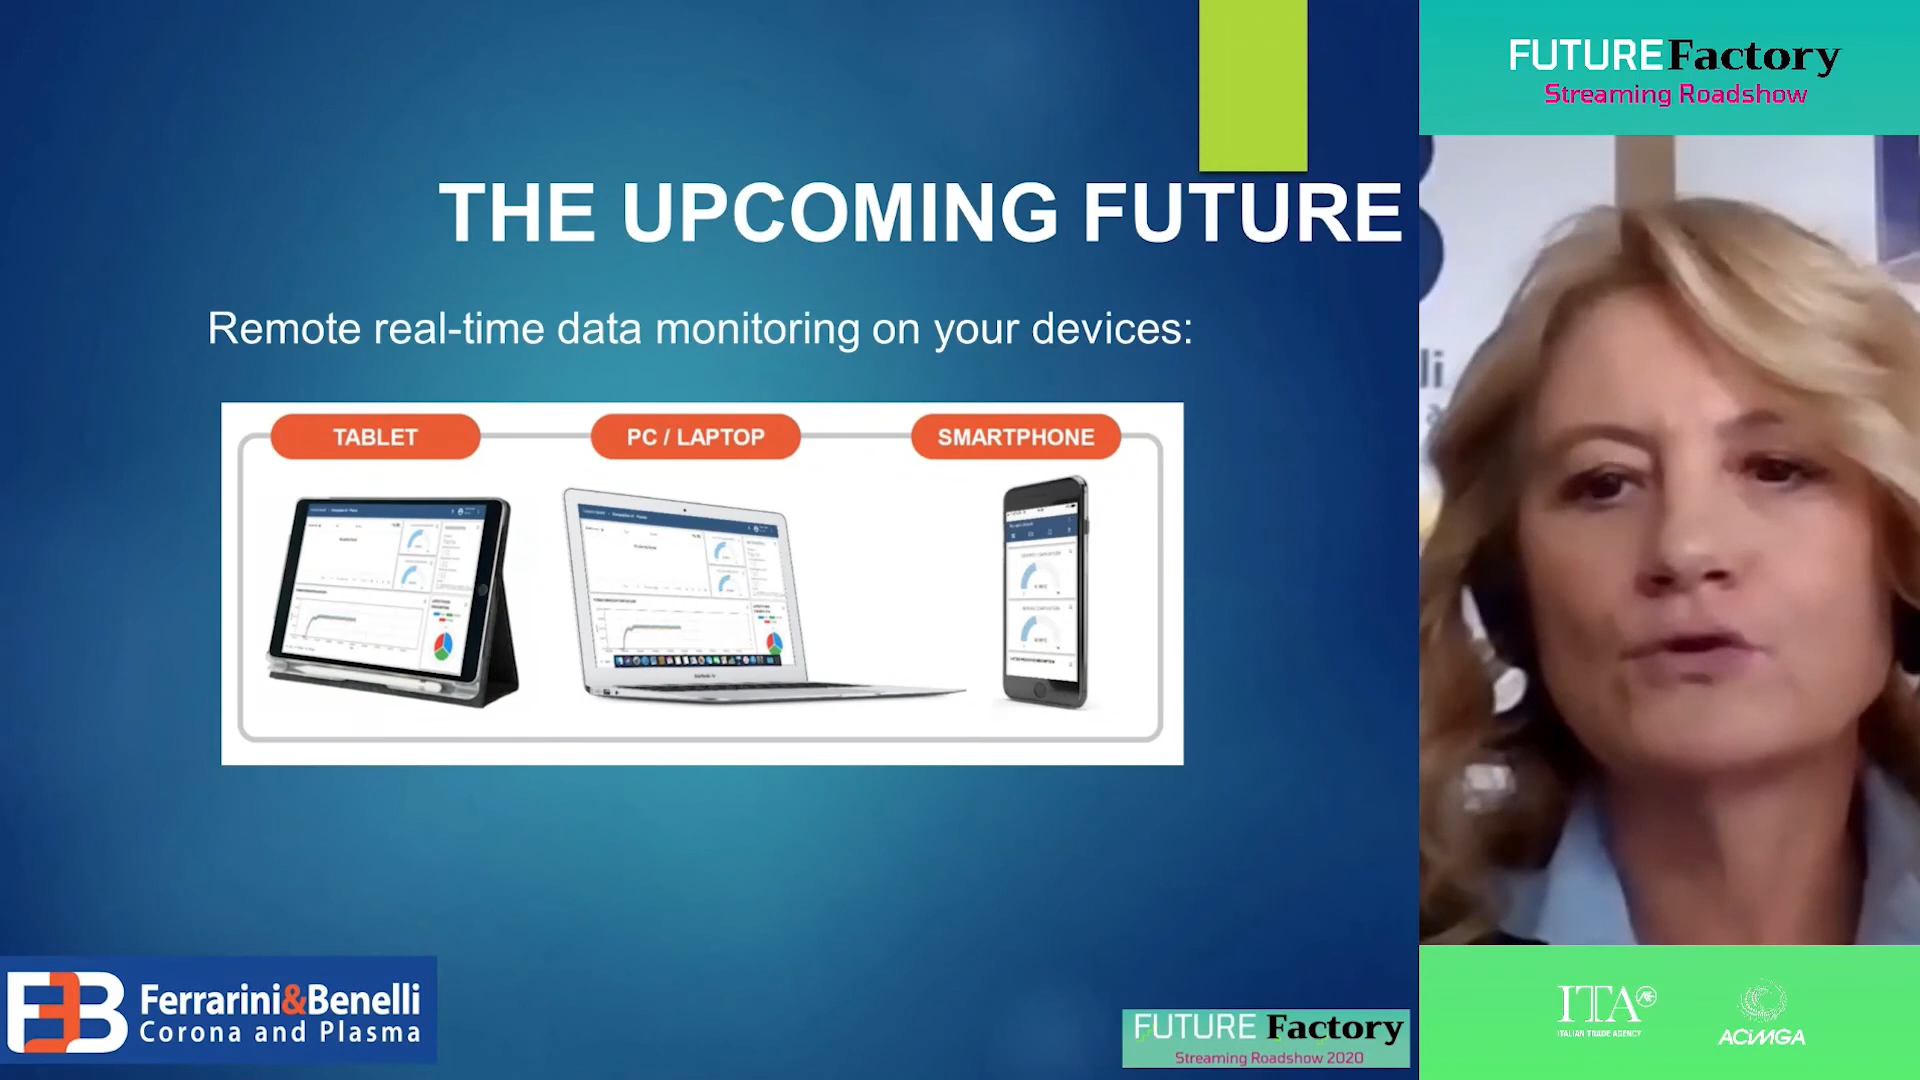 THE UPCOMING FUTURE
Remote real-time data monitoring on your devices:
TABLET
PC / LAPTOP
SMARTPHONE
Ferrarini&Benelli
Corona and Plasma
FUTURE Factory
Streaming Roadshow 2020
FUTURE Factory
Streaming Roadshow
li
ITA
ITALIAN TRADE AGENCY
ACIMGA